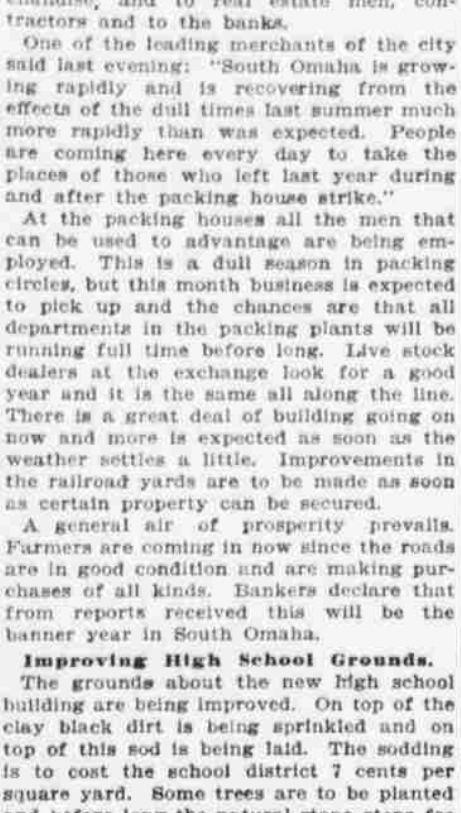 chandise, and to real estate men, con-
tractors and to the banks.
One of the leading merchants of the city
said last evening: "South Omaha is grow-
ing rapidly and is recovering from the
effects of the dull times last summer much
more rapidly than was expected. People
are coming here every day to take the
places of those who left last year during
and after the packing house strike."
At the packing houses all the men that
can be used to advantage are being em-
ployed. This is a dull season in packing
circles, but this month business is expected
to pick up and the chances are that all
departments in the packing plants will be
running full time before long. Live stock
dealers at the exchange look for a good
year and it is the same all along the line.
There is a great deal of building going on
now and more is expected as soon as the
weather settles a little. Improvements in
the railroad yards are to be made as soon
as certain property can be secured.
A general air of prosperity prevails.
Farmers are coming in now since the roads
are in good condition and are making pur-
chases of all kinds. Bankers declare that
from reports received this will be the
banner year in South Omaha.
Improving High School Grounds.
The grounds about the new High school
building are being improved. On top of the
clay black dirt is being sprinkled and on
top of this sod is being laid. The sodding
is to cost the school district 7 cents per
square yard. Some trees are to be planted